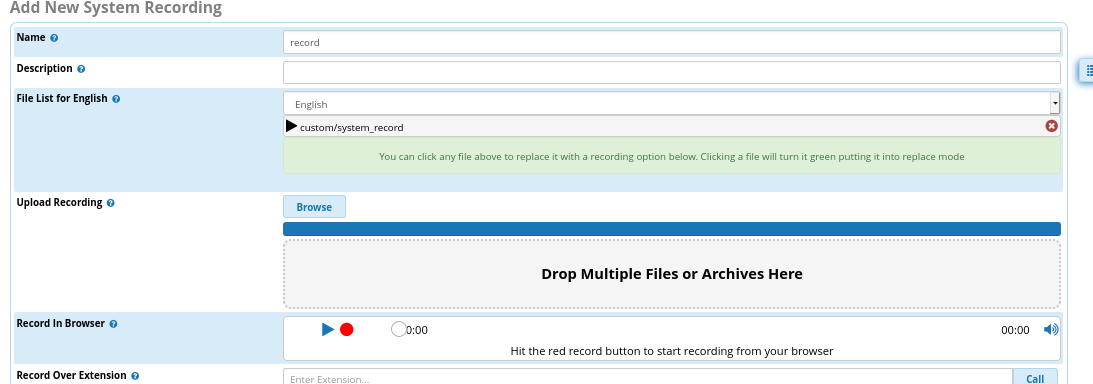 Add New System Recording
Name
record
Description
File List for English
English
custom/system_record
You can click any file above to replace it with a recording option below. Clicking a file will turn it green putting it into replace mode
Upload Recording
Browse
Drop Multiple Files or Archives Here
Record In Browser
0:00
00:00
Hit the red record button to start recording from your browser
Record Over Extension
Enter Extension...
Call